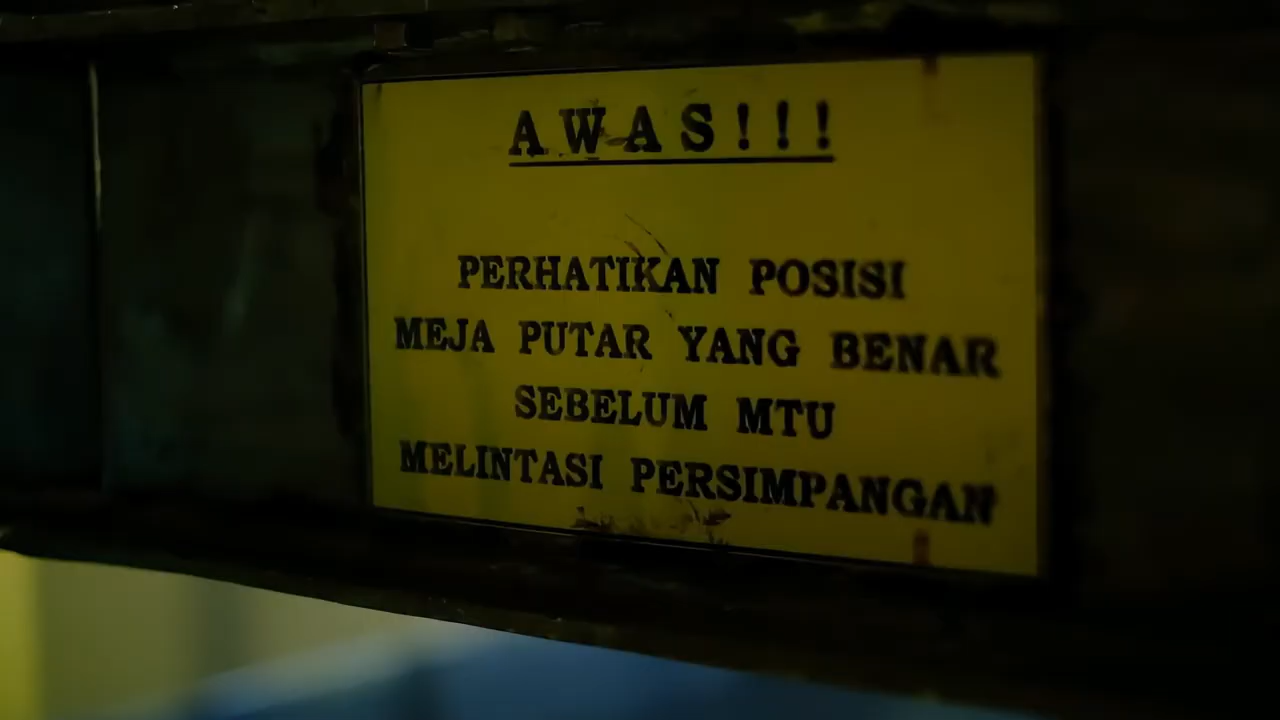 AWAS!!!
PERHATIKAN POSISI
MEJA PUTAR YANG BENAR
SEBELUM MTU
MELINTASI PERSIMPANGAN